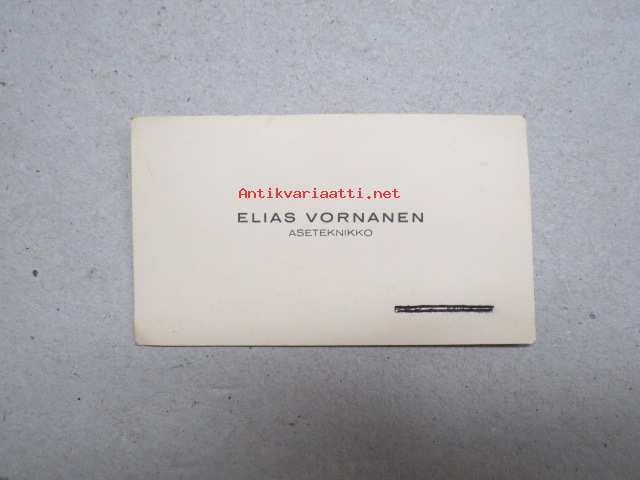 Antikvariaatti.net
ELIAS VORNANEN
ASETEKNIKKO